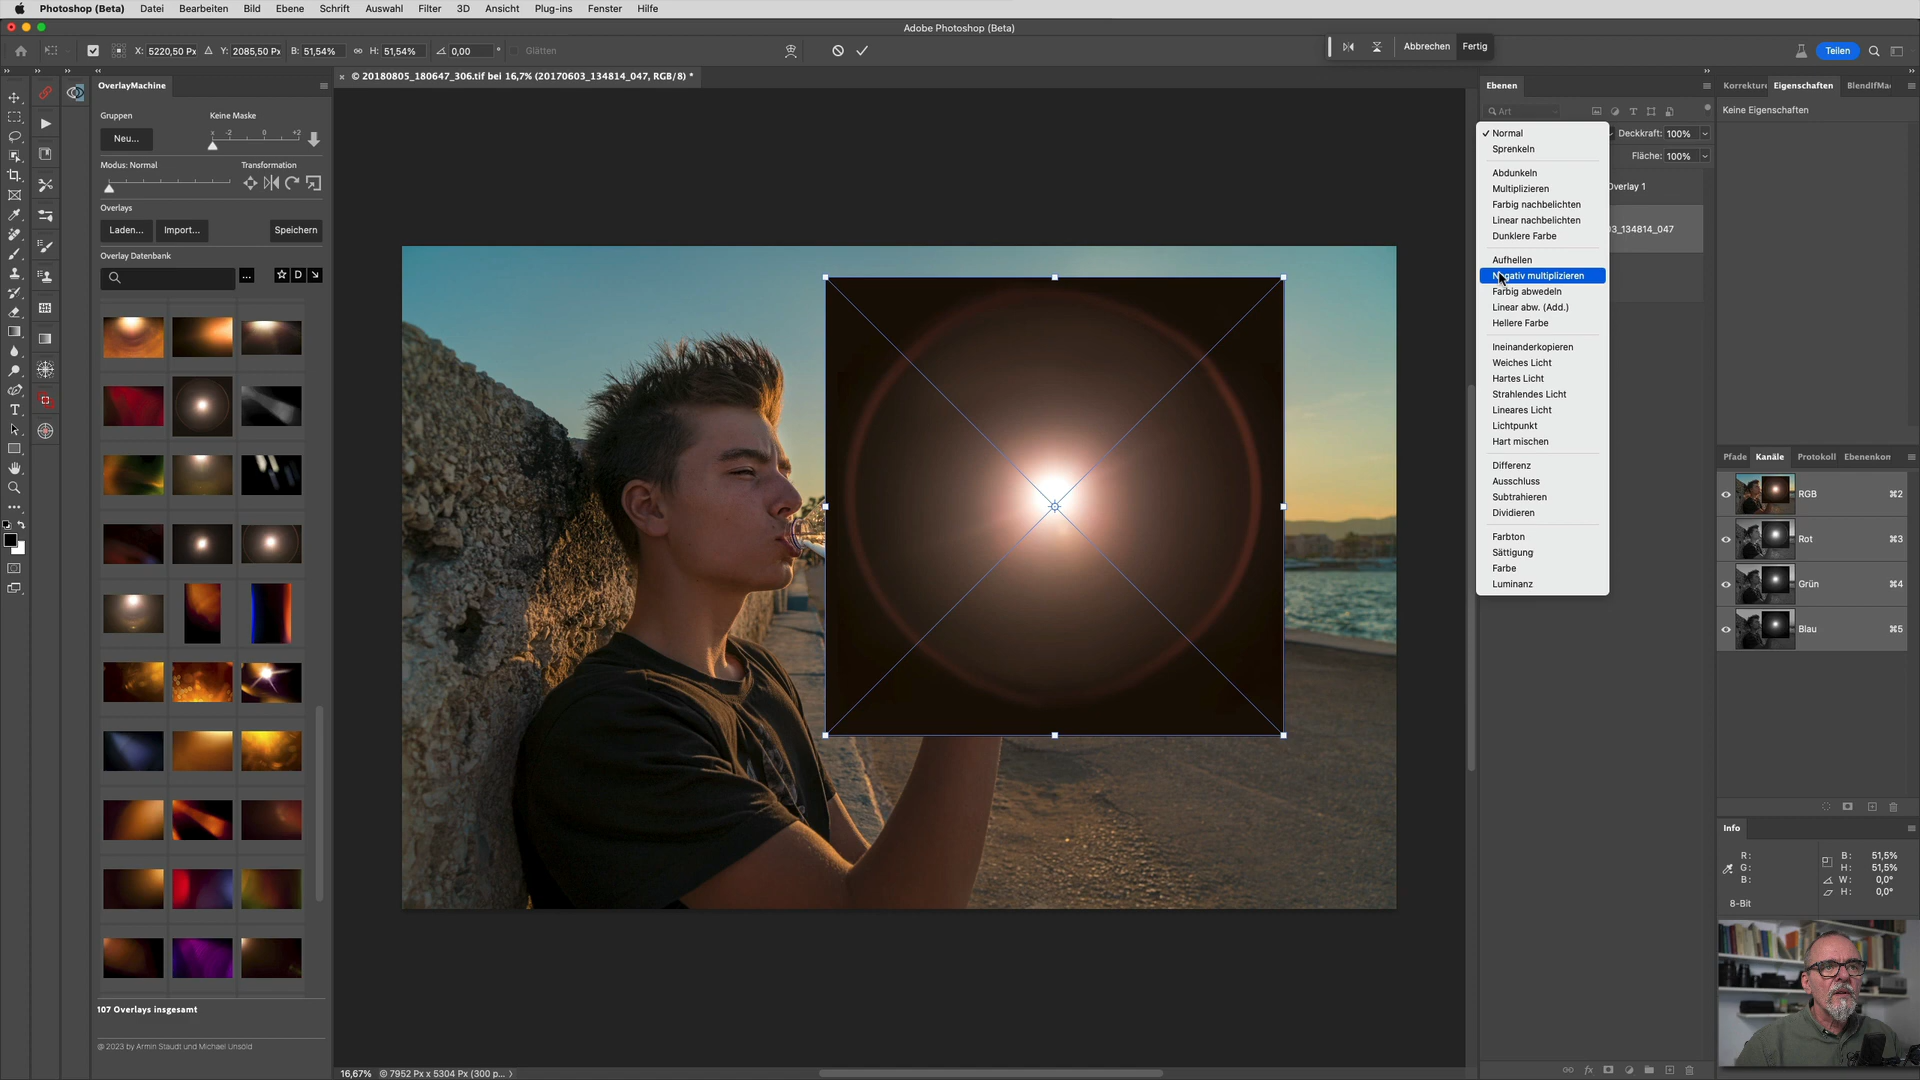 Photoshop (Beta) Datei Bearbeiten Bild Ebene Schrift Auswahl Filter 3D Ansicht Plug-ins Fenster Hilfe
Adobe Photoshop (Beta)
X: 5220,50 Px Y: 2085,50 Px B: 51,54% H: 51,54% 0,00 ° Glätten
Abbrechen Fertig
Teilen
OverlayMachine
© 20180805_180647_306.tif bei 16,7% (20170603_134814_047, RGB/8) *
Gruppen
Keine Maske
Neu...
x -2 0 +2
Modus: Normal
Transformation
Overlays
Laden... Import... Speichern
Overlay Datenbank
... D
107 Overlays insgesamt
@ 2023 by Armin Staudt und Michael Unsöld
16,67% © 7952 Px x 5304 Px (300 p...
Ebenen
Art
Deckkraft: 100%
Fläche: 100%
Overlay 1
03_134814_047
Normal
Sprenkeln
Abdunkeln
Multiplizieren
Farbig nachbelichten
Linear nachbelichten
Dunklere Farbe
Aufhellen
Negativ multiplizieren
Farbig abwedeln
Linear abw. (Add.)
Hellere Farbe
Ineinanderkopieren
Weiches Licht
Hartes Licht
Strahlendes Licht
Lineares Licht
Lichtpunkt
Hart mischen
Differenz
Ausschluss
Subtrahieren
Dividieren
Farbton
Sättigung
Farbe
Luminanz
fx
Korrekture Eigenschaften BlendIfMa
Keine Eigenschaften
Pfade Kanäle Protokoll Ebenenkon
RGB ⌘2
Rot ⌘3
Grün ⌘4
Blau ⌘5
Info
R:
G:
B:
8-Bit
B: 51,5%
H: 51,5%
W: 0,0°
H: 0,0°